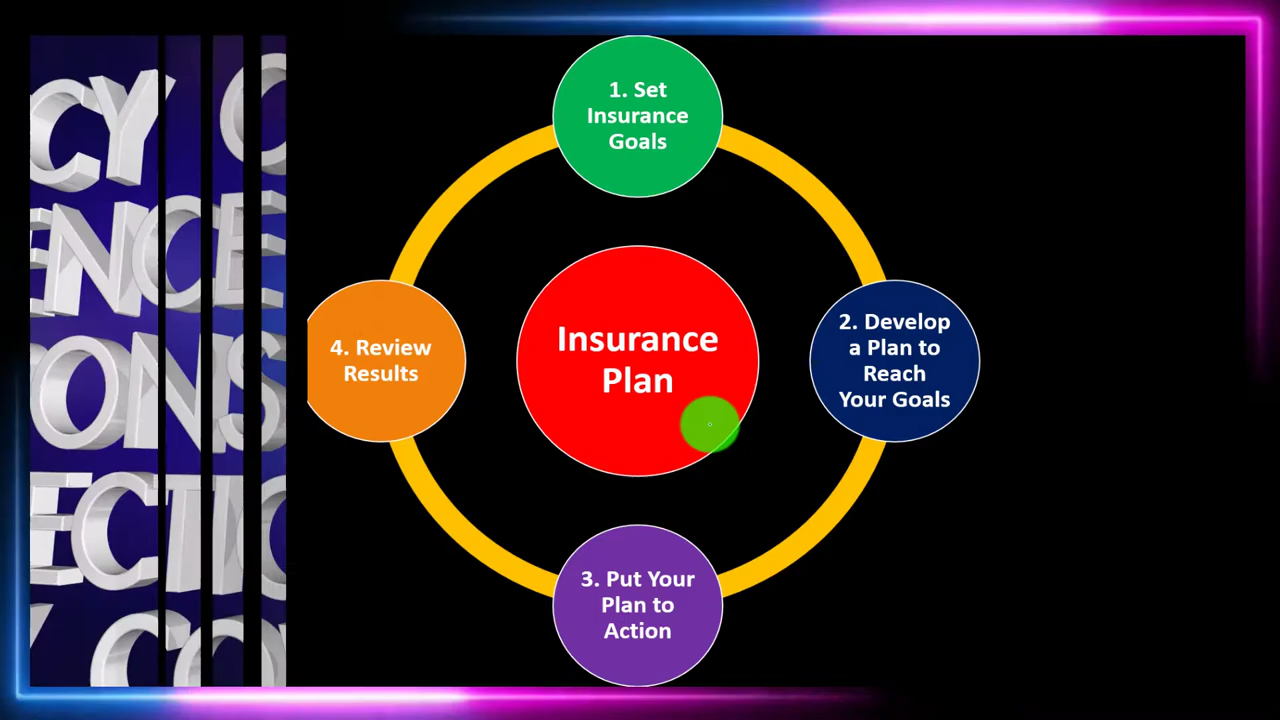 1. Set
Insurance
Goals
Insurance
Plan
2. Develop
a Plan to
Reach
Your Goals
4. Review
Results
3. Put Your
Plan to
Action